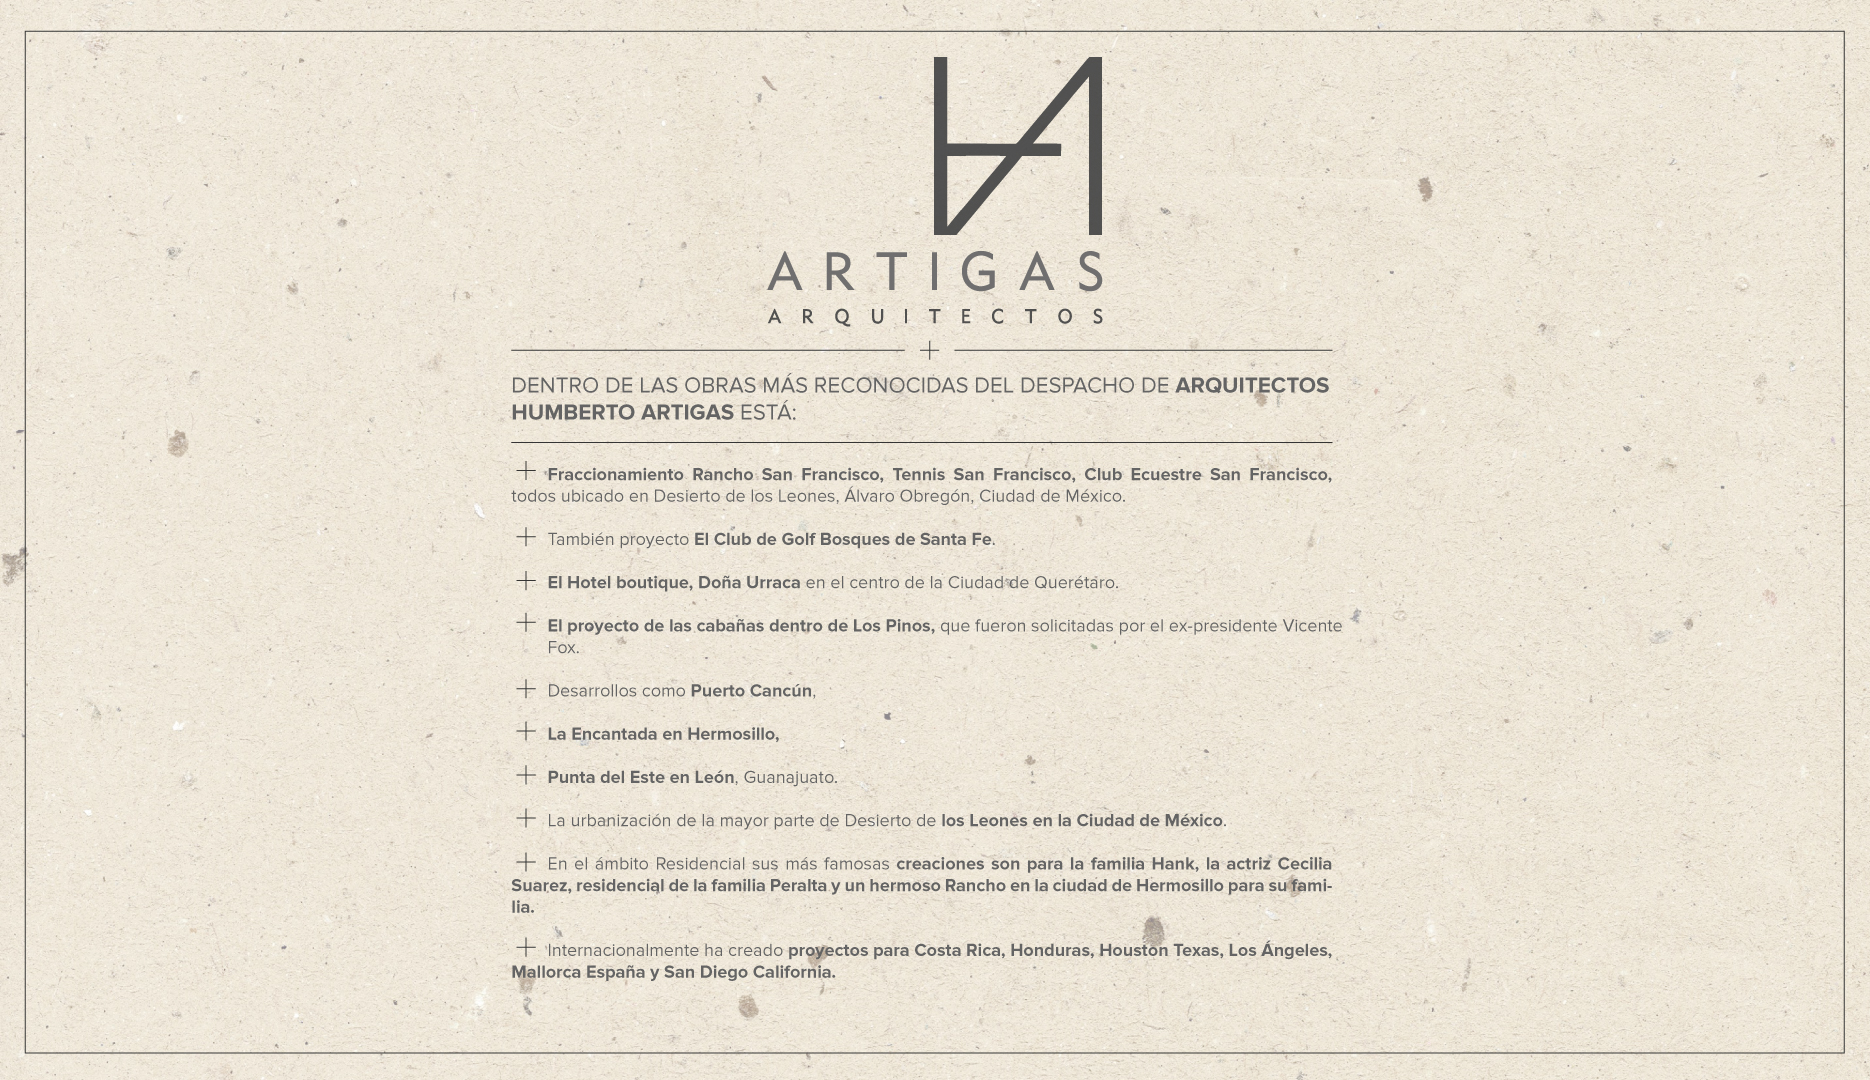 HA
ARTIGAS
ARQUITECTOS
DENTRO DE LAS OBRAS MÁS RECONOCIDAS DEL DESPACHO DE ARQUITECTOS
HUMBERTO ARTIGAS ESTÁ:
Fraccionamiento Rancho San Francisco, Tennis San Francisco, Club Ecuestre San Francisco,
todos ubicado en Desierto de los Leones, Álvaro Obregón, Ciudad de México.
También proyecto El Club de Golf Bosques de Santa Fe.
El Hotel boutique, Doña Urraca en el centro de la Ciudad de Querétaro.
El proyecto de las cabañas dentro de Los Pinos, que fueron solicitadas por el ex-presidente Vicente
Fox.
Desarrollos como Puerto Cancún,
La Encantada en Hermosillo,
Punta del Este en León, Guanajuato.
La urbanización de la mayor parte de Desierto de los Leones en la Ciudad de México.
En el ámbito Residencial sus más famosas creaciones son para la familia Hank, la actriz Cecilia
Suarez, residencial de la familia Peralta y un hermoso Rancho en la ciudad de Hermosillo para su fami-
lia.
Internacionalmente ha creado proyectos para Costa Rica, Honduras, Houston Texas, Los Ángeles,
Mallorca España y San Diego California.